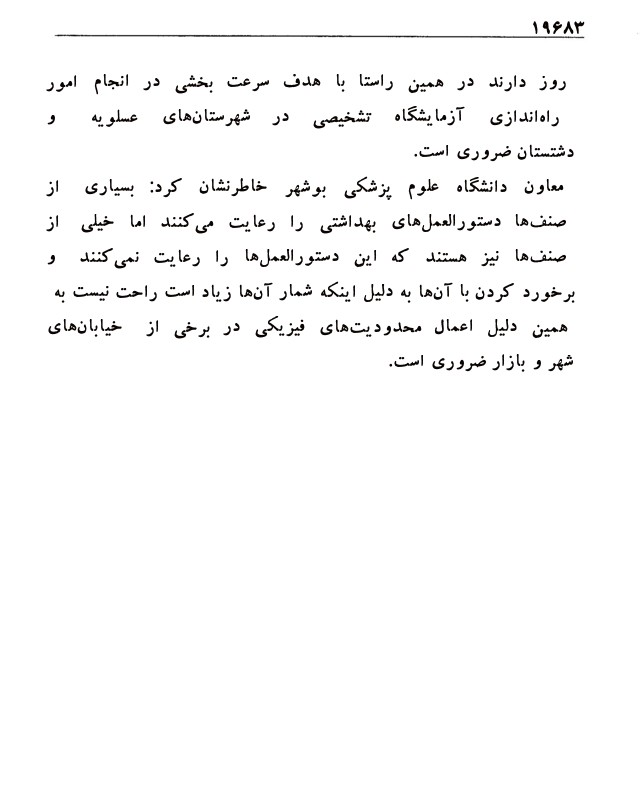 ۱۹۶۸۳
روز دارند در همین راستا با هدف سرعت بخشی در انجام امور
راه‌اندازی آزمایشگاه تشخیصی در شهرستان‌های عسلویه و
دشتستان ضروری است.
معاون دانشگاه علوم پزشکی بوشهر خاطرنشان کرد: بسیاری از
صنف‌ها دستورالعمل‌های بهداشتی را رعایت می‌کنند اما خیلی از
صنف‌ها نیز هستند که این دستورالعمل‌ها را رعایت نمی‌کنند و
برخورد کردن با آن‌ها به دلیل اینکه شمار آن‌ها زیاد است راحت نیست به
همین دلیل اعمال محدودیت‌های فیزیکی در برخی از خیابان‌های
شهر و بازار ضروری است.